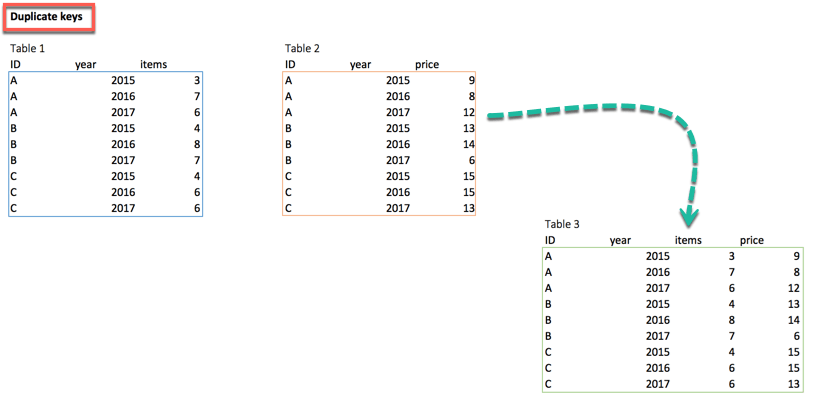 Duplicate keys
Table 1
ID year items
A 2015 3
A 2016 7
A 2017 6
B 2015 4
B 2016 8
B 2017 7
C 2015 4
C 2016 6
C 2017 6
Table 2
ID year price
A 2015 9
A 2016 8
A 2017 12
B 2015 13
B 2016 14
B 2017 6
C 2015 15
C 2016 15
C 2017 13
Table 3
ID year items price
A 2015 3 9
A 2016 7 8
A 2017 6 12
B 2015 4 13
B 2016 8 14
B 2017 7 6
C 2015 4 15
C 2016 6 15
C 2017 6 13